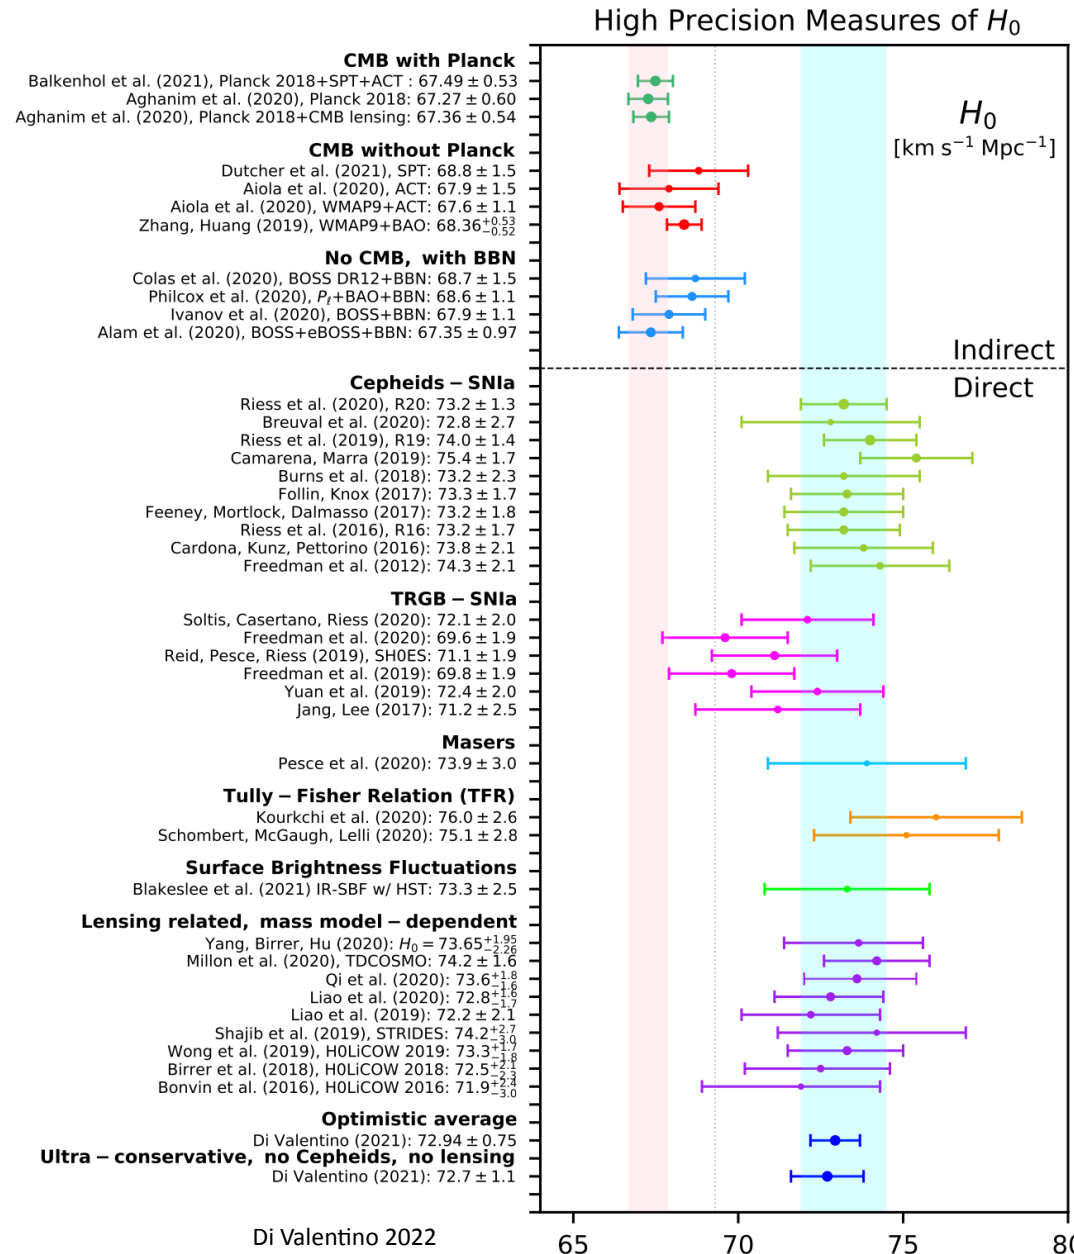 High Precision Measures of H₀
CMB with Planck
Balkenhol et al. (2021), Planck 2018+SPT+ACT : 67.49 ± 0.53
Aghanim et al. (2020), Planck 2018: 67.27 ± 0.60
Aghanim et al. (2020), Planck 2018+CMB lensing: 67.36 ± 0.54
H₀
[km s⁻¹ Mpc⁻¹]
CMB without Planck
Dutcher et al. (2021), SPT: 68.8 ± 1.5
Aiola et al. (2020), ACT: 67.9 ± 1.5
Aiola et al. (2020), WMAP9+ACT: 67.6 ± 1.1
Zhang, Huang (2019), WMAP9+BAO: 68.36 +0.53 −0.52
No CMB, with BBN
Colas et al. (2020), BOSS DR12+BBN: 68.7 ± 1.5
Philcox et al. (2020), Pℓ+BAO+BBN: 68.6 ± 1.1
Ivanov et al. (2020), BOSS+BBN: 67.9 ± 1.1
Alam et al. (2020), BOSS+eBOSS+BBN: 67.35 ± 0.97
Indirect
Direct
Cepheids − SNIa
Riess et al. (2020), R20: 73.2 ± 1.3
Breuval et al. (2020): 72.8 ± 2.7
Riess et al. (2019), R19: 74.0 ± 1.4
Camarena, Marra (2019): 75.4 ± 1.7
Burns et al. (2018): 73.2 ± 2.3
Follin, Knox (2017): 73.3 ± 1.7
Feeney, Mortlock, Dalmasso (2017): 73.2 ± 1.8
Riess et al. (2016), R16: 73.2 ± 1.7
Cardona, Kunz, Pettorino (2016): 73.8 ± 2.1
Freedman et al. (2012): 74.3 ± 2.1
TRGB − SNIa
Soltis, Casertano, Riess (2020): 72.1 ± 2.0
Freedman et al. (2020): 69.6 ± 1.9
Reid, Pesce, Riess (2019), SH0ES: 71.1 ± 1.9
Freedman et al. (2019): 69.8 ± 1.9
Yuan et al. (2019): 72.4 ± 2.0
Jang, Lee (2017): 71.2 ± 2.5
Masers
Pesce et al. (2020): 73.9 ± 3.0
Tully − Fisher Relation (TFR)
Kourkchi et al. (2020): 76.0 ± 2.6
Schombert, McGaugh, Lelli (2020): 75.1 ± 2.8
Surface Brightness Fluctuations
Blakeslee et al. (2021) IR-SBF w/ HST: 73.3 ± 2.5
Lensing related, mass model − dependent
Yang, Birrer, Hu (2020): H₀ = 73.65 +1.95 −2.26
Millon et al. (2020), TDCOSMO: 74.2 ± 1.6
Qi et al. (2020): 73.6 +1.8 −1.6
Liao et al. (2020): 72.8 +1.6 −1.7
Liao et al. (2019): 72.2 ± 2.1
Shajib et al. (2019), STRIDES: 74.2 +2.7 −3.0
Wong et al. (2019), H0LiCOW 2019: 73.3 +1.7 −1.8
Birrer et al. (2018), H0LiCOW 2018: 72.5 +2.1 −2.3
Bonvin et al. (2016), H0LiCOW 2016: 71.9 +2.4 −3.0
Optimistic average
Di Valentino (2021): 72.94 ± 0.75
Ultra − conservative, no Cepheids, no lensing
Di Valentino (2021): 72.7 ± 1.1
Di Valentino 2022
65 70 75 80